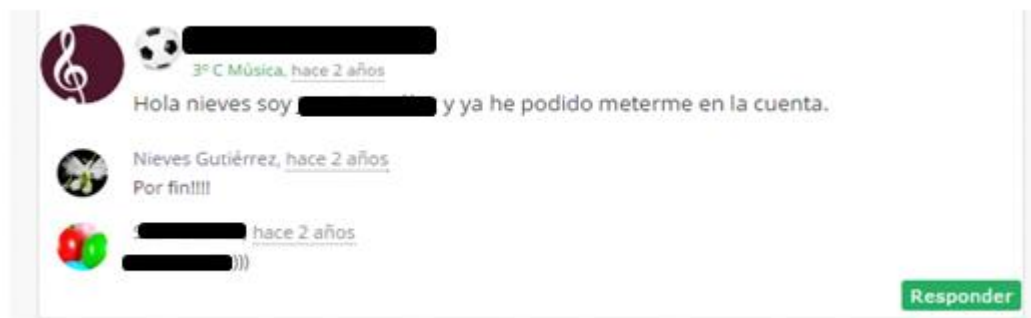 3º C Música, hace 2 años
Hola nieves soy y ya he podido meterme en la cuenta.
Nieves Gutiérrez, hace 2 años
Por fin!!!!
hace 2 años
)))
Responder